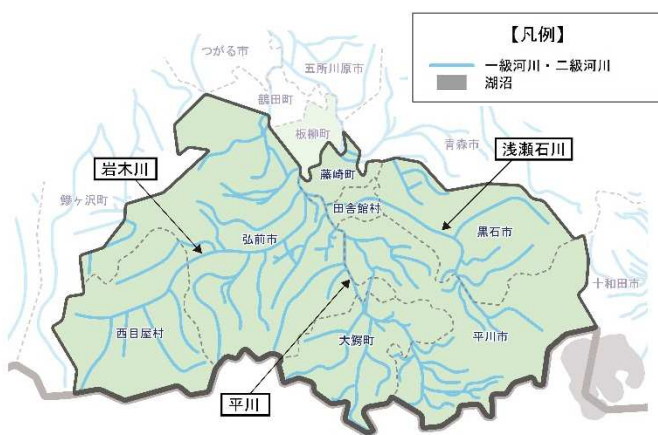 【凡例】
一級河川・二級河川
湖沼
つがる市
五所川原市
鶴田町
板柳町
青森市
岩木川
浅瀬石川
藤崎町
鰺ヶ沢町
田舎館村
黒石市
弘前市
十和田市
西目屋村
大鰐町
平川市
平川